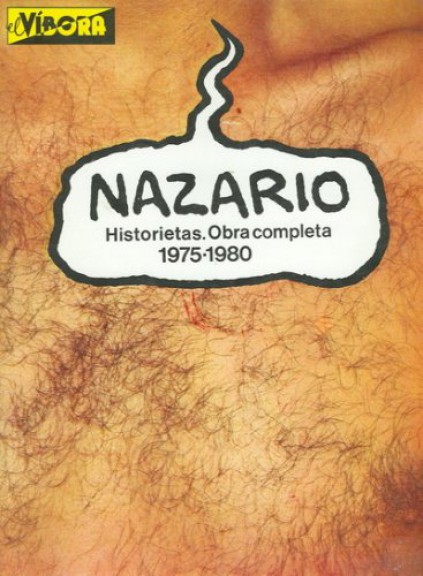 el VÍBORA
NAZARIO
Historietas. Obra completa
1975-1980